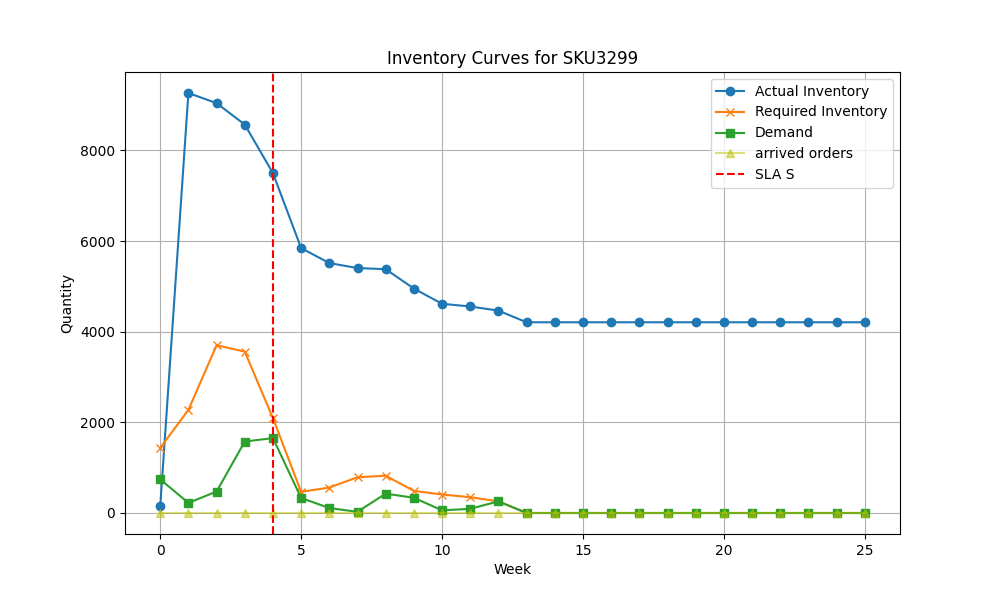 Inventory Curves for SKU3299
Actual Inventory
Required Inventory
Demand
arrived orders
SLA S
Quantity
8000
6000
4000
2000
0
0 5 10 15 20 25
Week